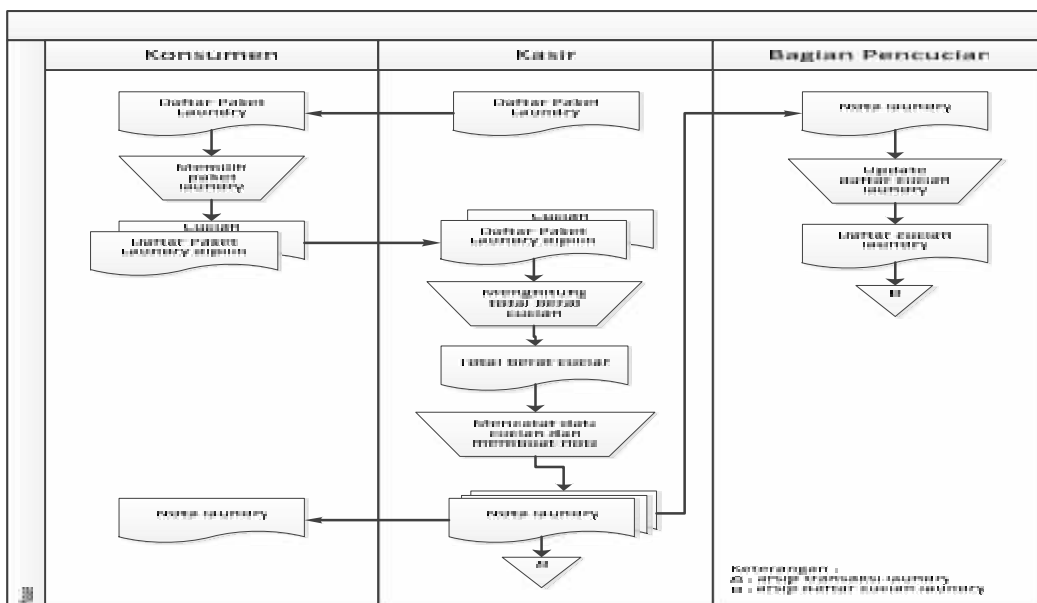 Konsumen
Kasir
Bagian Pencucian
Daftar Paket
Laundry
Memilih
paket
laundry
Cucian
Daftar Paket
Laundry dipilih
Daftar Paket
Laundry
Cucian
Daftar Paket
Laundry dipilih
Menghitung
total berat
cucian
Total berat cucian
Mencatat data
cucian dan
membuat nota
Nota laundry
Nota laundry
A
Nota laundry
Update
daftar cucian
laundry
Daftar cucian
laundry
B
Keterangan :
A : arsip transaksi laundry
B : arsip daftar cucian laundry